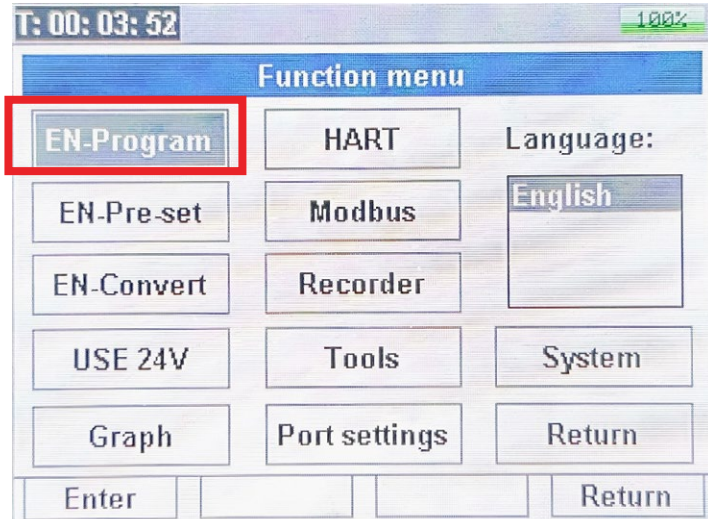 T: 00: 03: 52 100%
Function menu
EN-Program HART Language:
EN-Pre-set Modbus English
EN-Convert Recorder
USE 24V Tools System
Graph Port settings Return
Enter Return